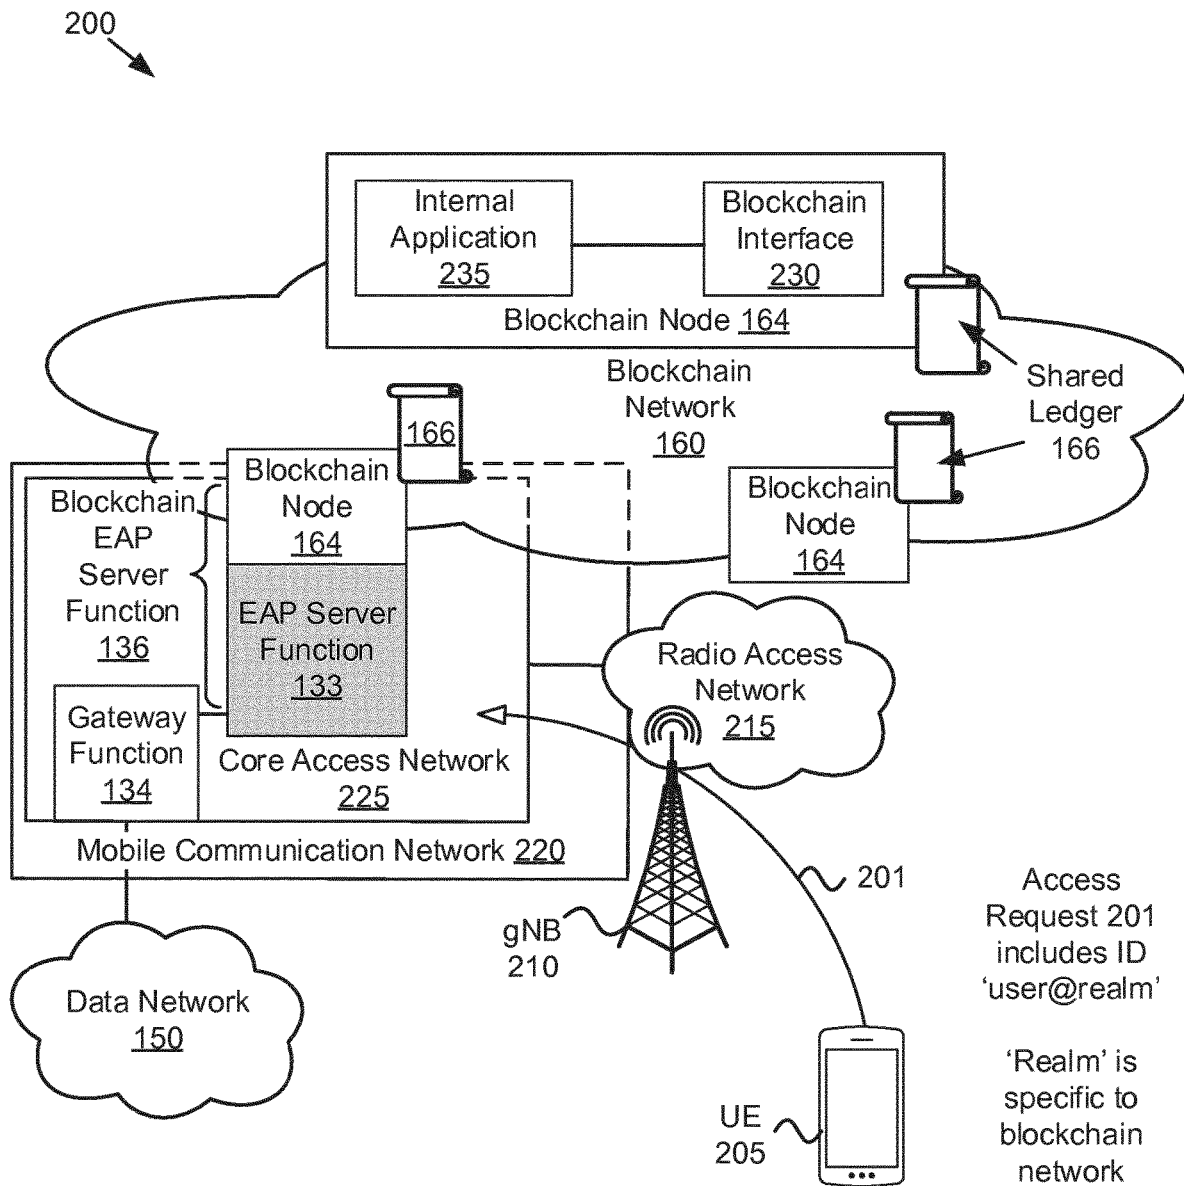 200
Internal
Application
235
Blockchain
Interface
230
Blockchain Node 164
Blockchain
Network
160
Shared
Ledger
166
166
Blockchain
Node
164
Blockchain
Node
164
Blockchain
EAP
Server
Function
136
EAP Server
Function
133
Gateway
Function
134
Core Access Network
225
Mobile Communication Network 220
Radio Access
Network
215
201
gNB
210
Access
Request 201
includes ID
'user@realm'
'Realm' is
specific to
blockchain
network
Data Network
150
UE
205